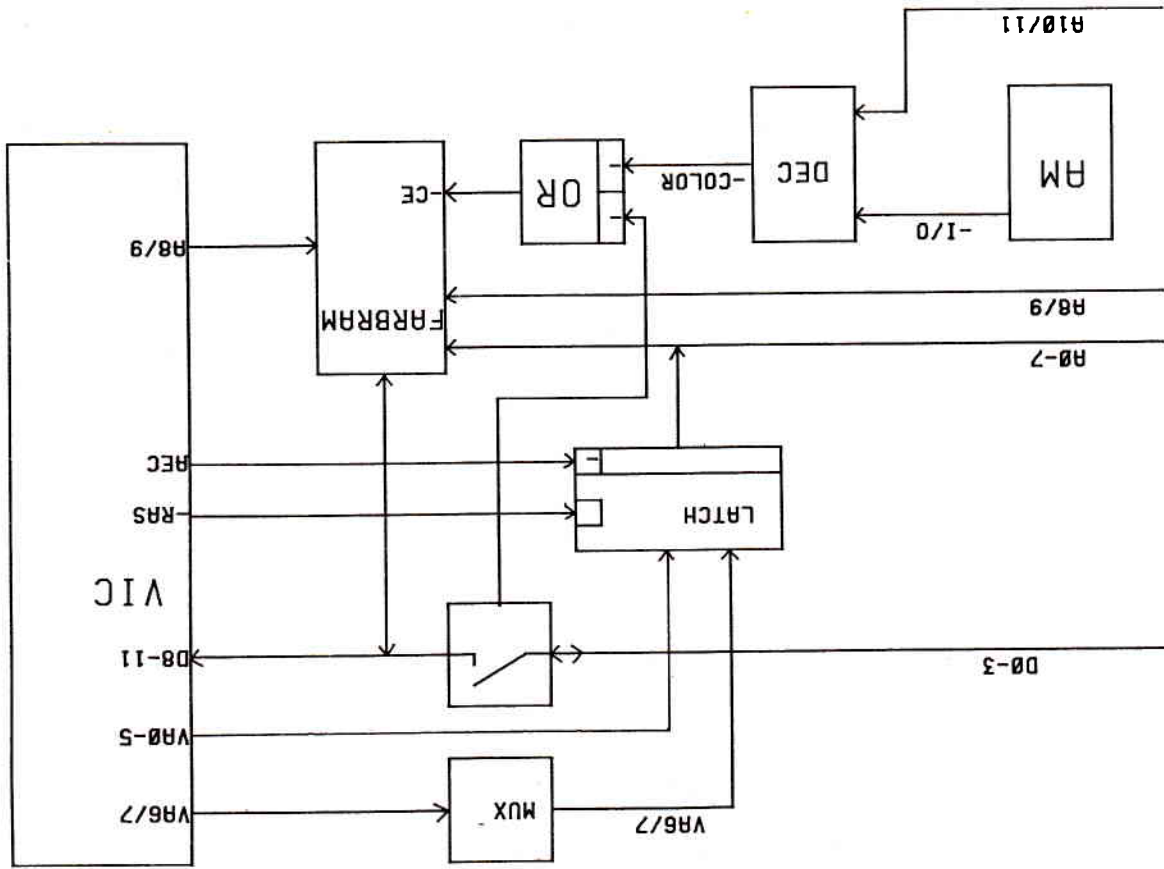 VA6/7
MUX
VA6/7
VA0-5
D0-3
D8-11
VIC
LATCH
-RAS
-
AEC
A0-7
FARBRAM
A8/9
A8/9
-I/O
-
AM
DEC
-COLOR
-
OR
-CE
A10/11